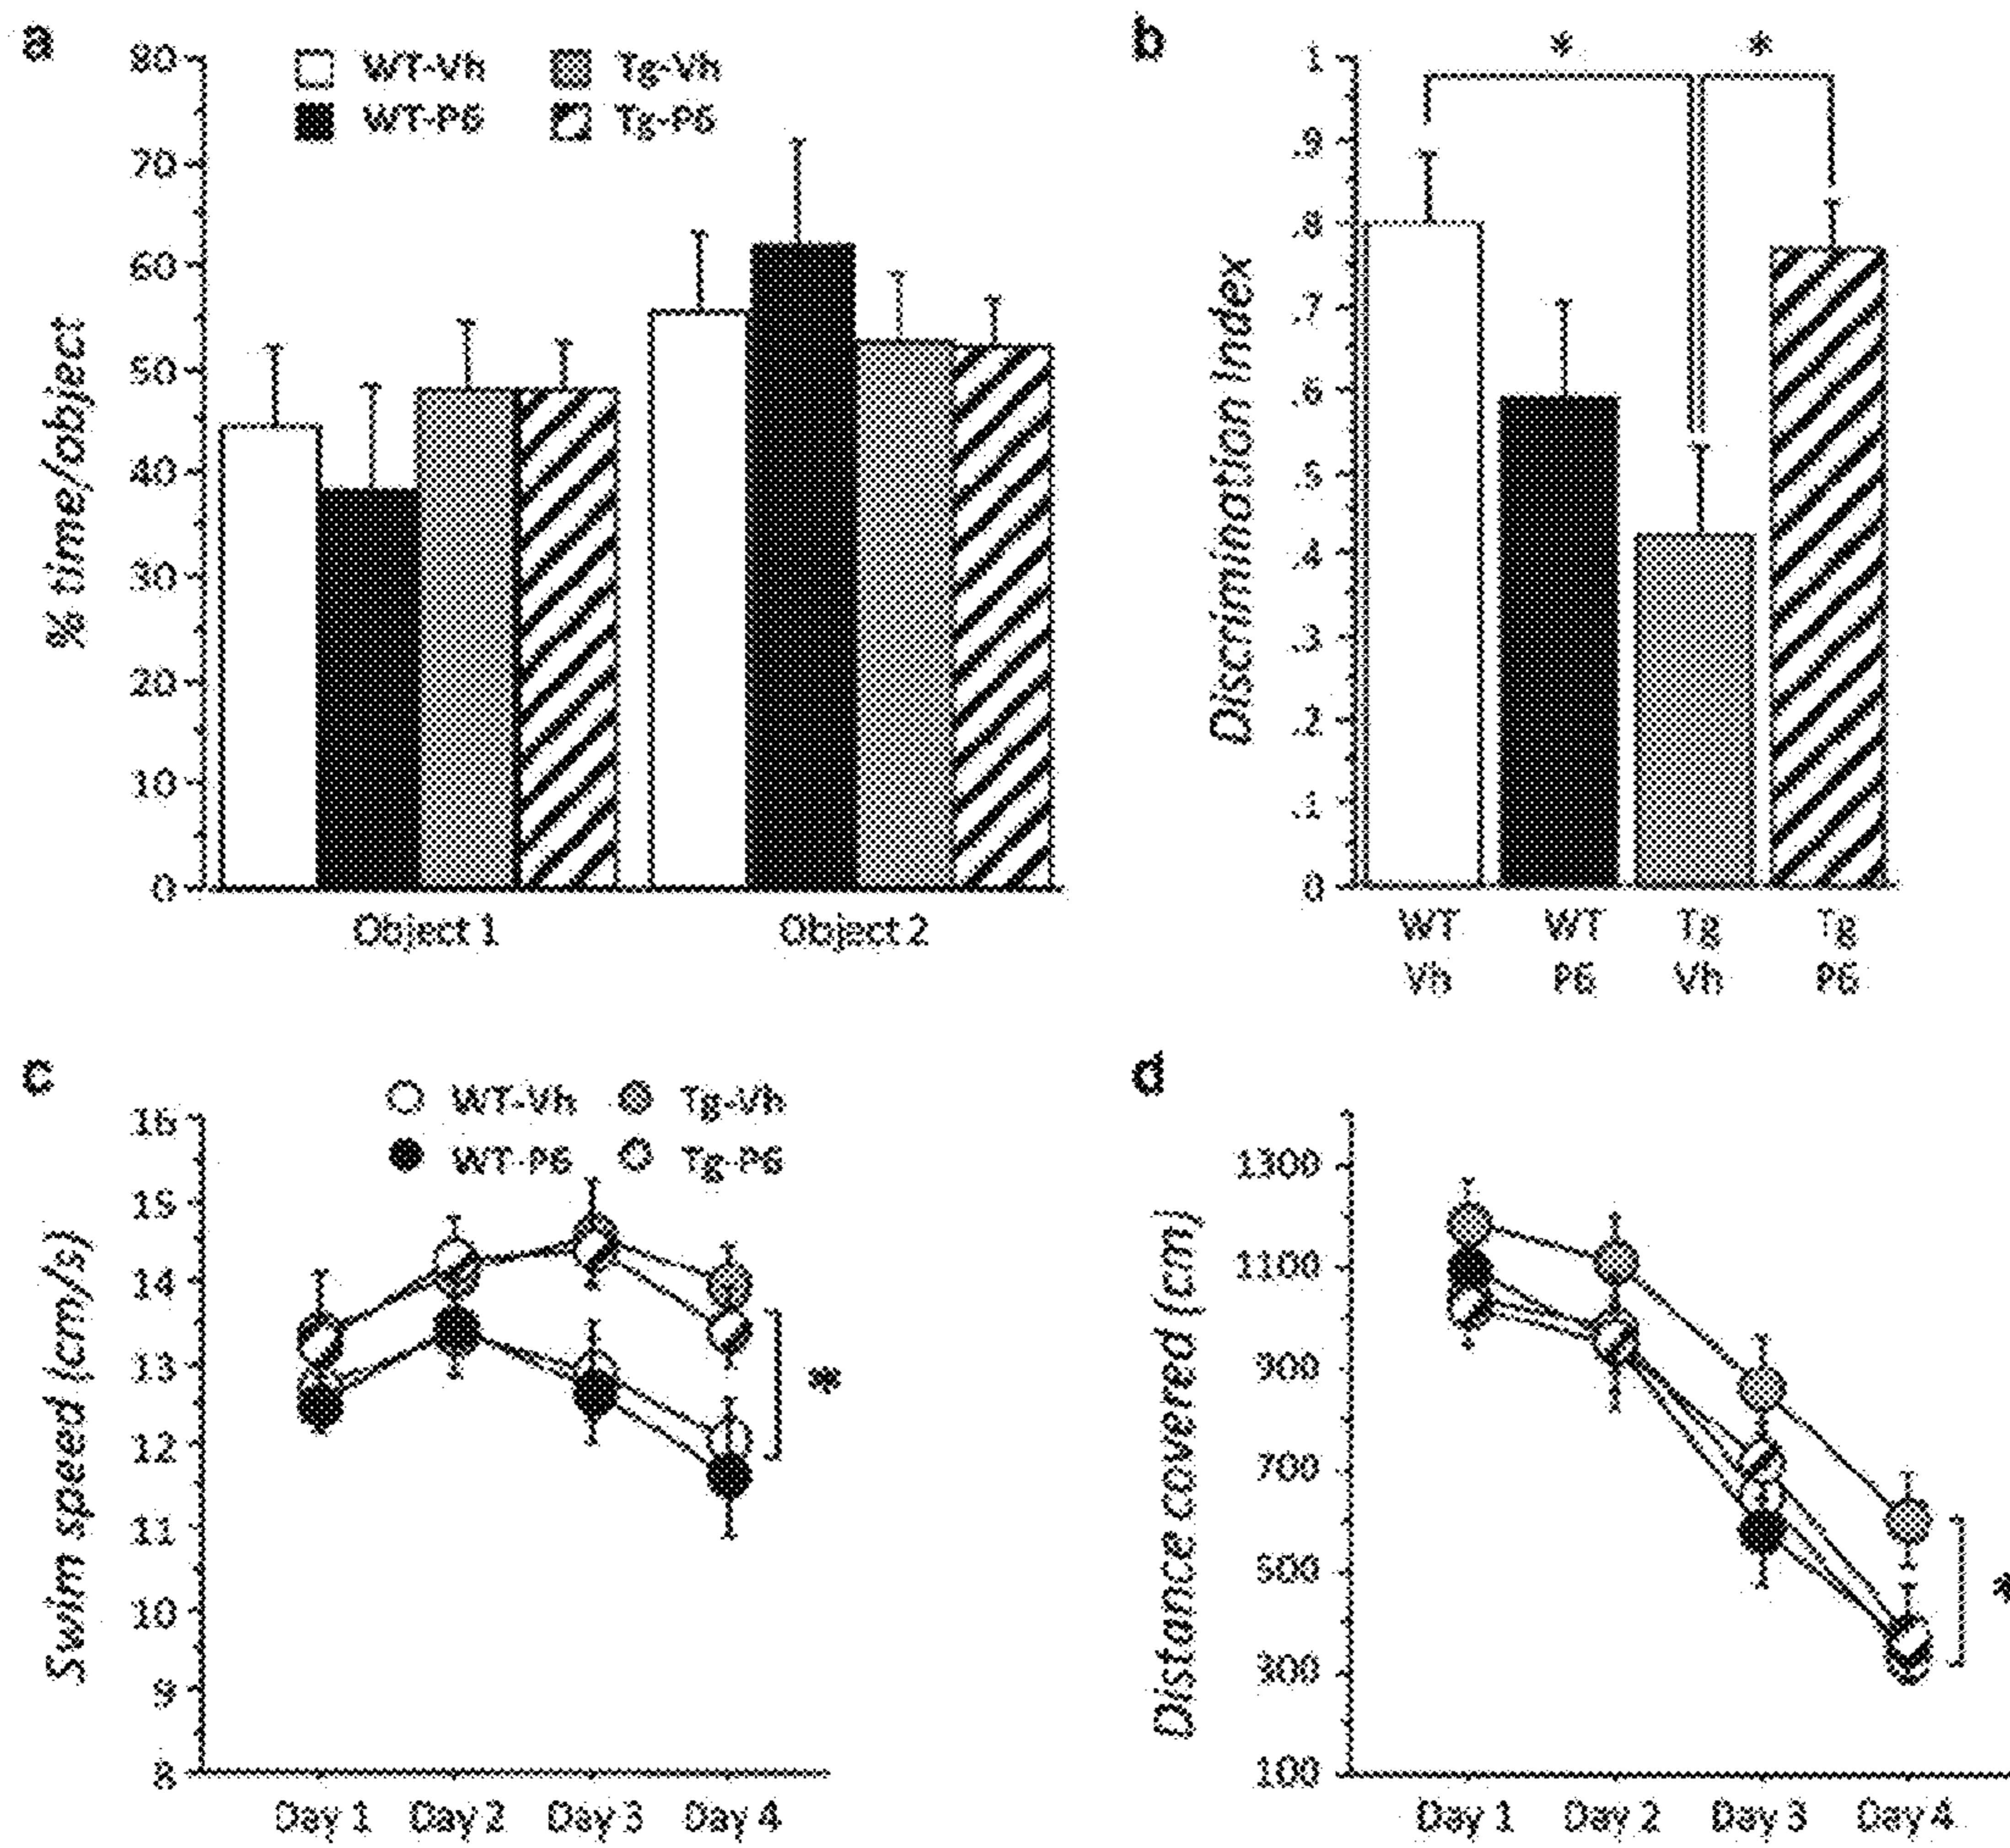 a
WT-Vh Tg-Vh
WT-P6 Tg-P6
80
70
60
50
40
30
20
10
0
% time/object
Object 1 Object 2
b
* *
1
.9
.8
.7
.6
.5
.4
.3
.2
.1
0
Discrimination Index
WT WT Tg Tg
Vh P6 Vh P6
c
WT-Vh Tg-Vh
WT-P6 Tg-P6
16
15
14
13
12
11
10
9
8
Swim speed (cm/s)
*
Day 1 Day 2 Day 3 Day 4
d
1300
1100
900
700
500
300
100
Distance covered (cm)
*
Day 1 Day 2 Day 3 Day 4